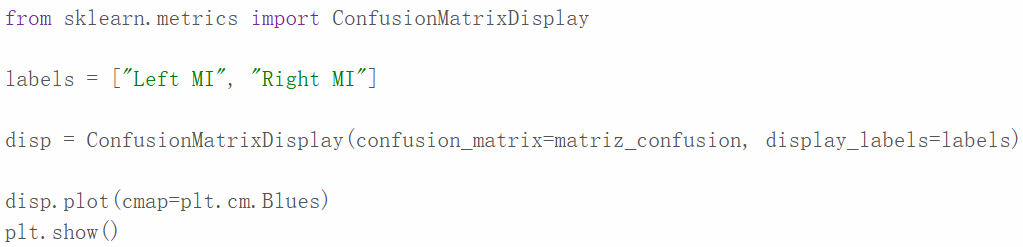 from sklearn.metrics import ConfusionMatrixDisplay
labels = ["Left MI", "Right MI"]
disp = ConfusionMatrixDisplay(confusion_matrix=matriz_confusion, display_labels=labels)
disp.plot(cmap=plt.cm.Blues)
plt.show()